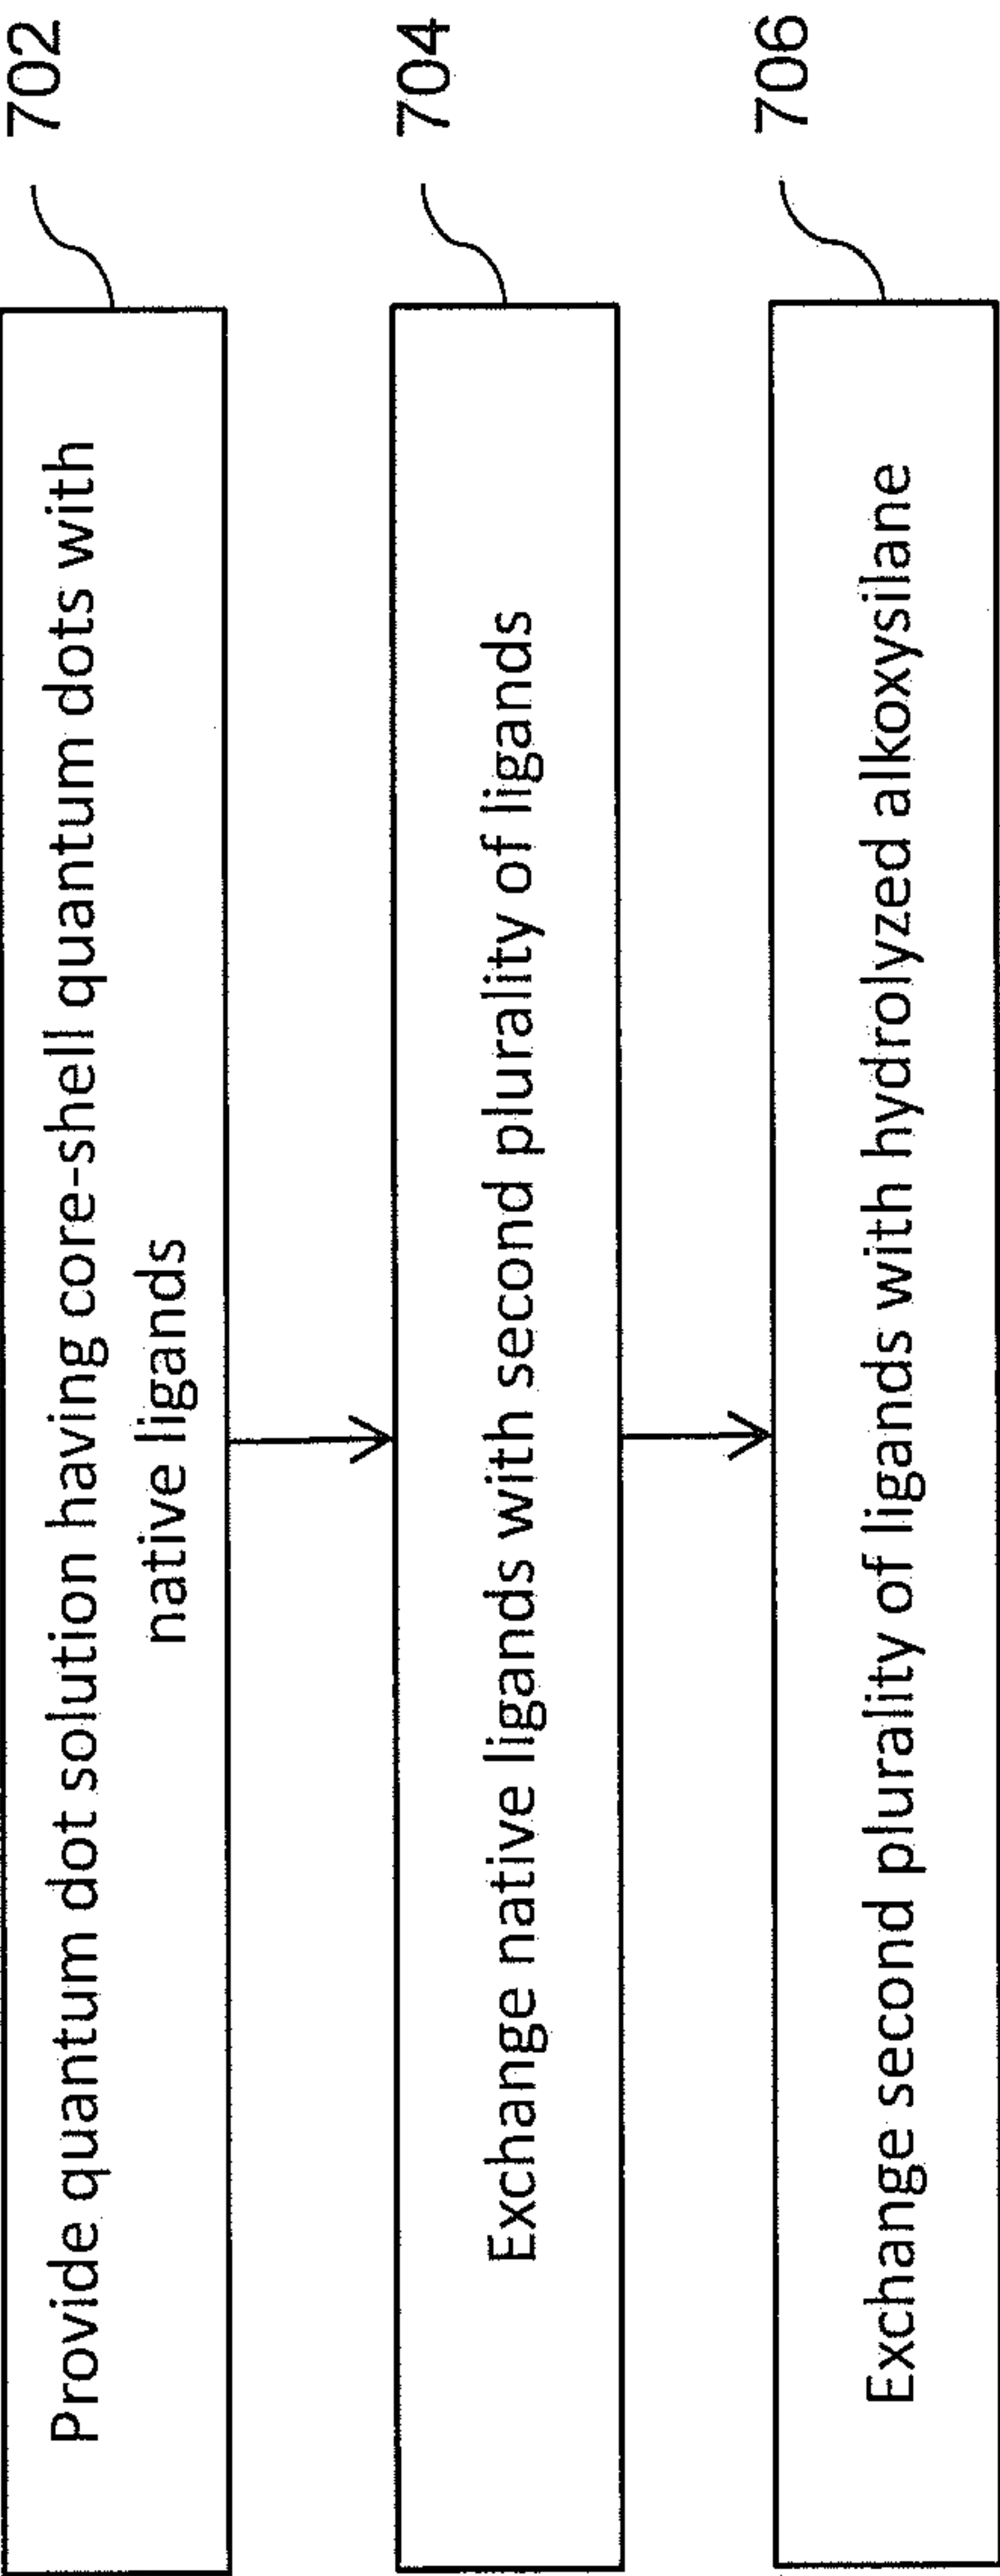 702
Provide quantum dot solution having core-shell quantum dots with
native ligands
704
Exchange native ligands with second plurality of ligands
706
Exchange second plurality of ligands with hydrolyzed alkoxysilane